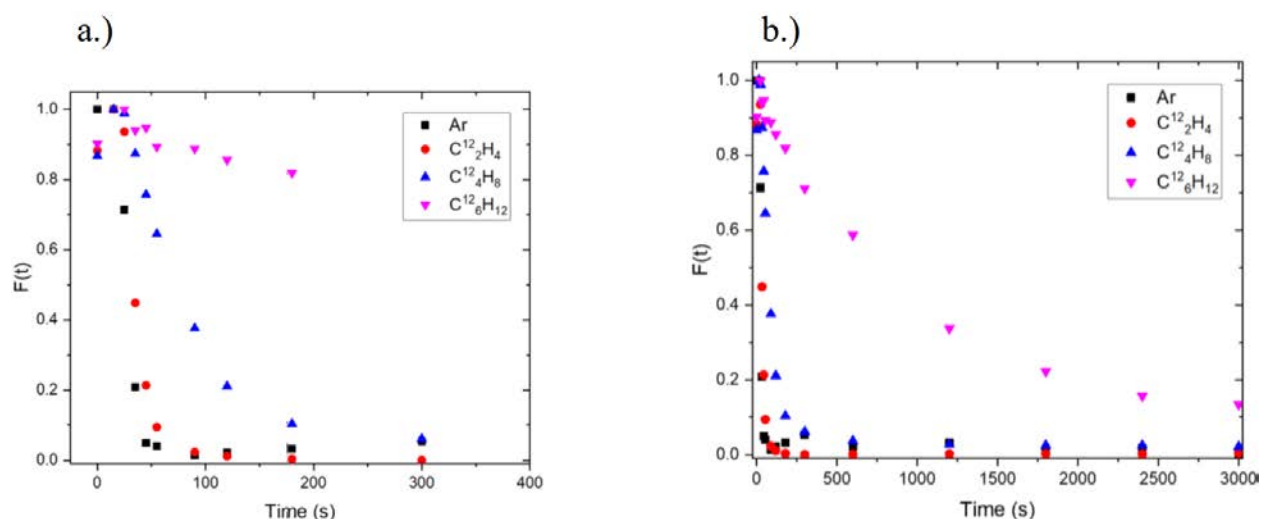 a.)
1.0
0.8
0.6
0.4
0.2
0.0
F(t)
Ar
C¹²₂H₄
C¹²₄H₈
C¹²₆H₁₂
0 100 200 300 400
Time (s)
b.)
1.0
0.8
0.6
0.4
0.2
0.0
F(t)
Ar
C¹²₂H₄
C¹²₄H₈
C¹²₆H₁₂
0 500 1000 1500 2000 2500 3000
Time (s)